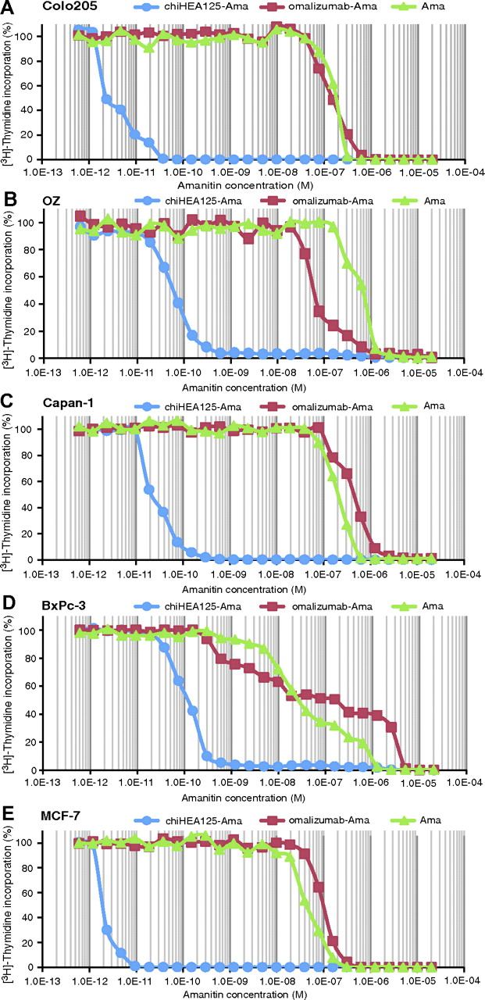 A Colo205
chiHEA125-Ama omalizumab-Ama Ama
[³H]-Thymidine incorporation (%)
100
80
60
40
20
0
1.0E-13 1.0E-12 1.0E-11 1.0E-10 1.0E-09 1.0E-08 1.0E-07 1.0E-06 1.0E-05 1.0E-04
Amanitin concentration (M)
B OZ
chiHEA125-Ama omalizumab-Ama Ama
[³H]-Thymidine incorporation (%)
100
80
60
40
20
0
1.0E-13 1.0E-12 1.0E-11 1.0E-10 1.0E-09 1.0E-08 1.0E-07 1.0E-06 1.0E-05 1.0E-04
Amanitin concentration (M)
C Capan-1
chiHEA125-Ama omalizumab-Ama Ama
[³H]-Thymidine incorporation (%)
100
80
60
40
20
0
1.0E-13 1.0E-12 1.0E-11 1.0E-10 1.0E-09 1.0E-08 1.0E-07 1.0E-06 1.0E-05 1.0E-04
Amanitin concentration (M)
D BxPc-3
chiHEA125-Ama omalizumab-Ama Ama
[³H]-Thymidine incorporation (%)
100
80
60
40
20
0
1.0E-13 1.0E-12 1.0E-11 1.0E-10 1.0E-09 1.0E-08 1.0E-07 1.0E-06 1.0E-05 1.0E-04
Amanitin concentration (M)
E MCF-7
chiHEA125-Ama omalizumab-Ama Ama
[³H]-Thymidine incorporation (%)
100
80
60
40
20
0
1.0E-13 1.0E-12 1.0E-11 1.0E-10 1.0E-09 1.0E-08 1.0E-07 1.0E-06 1.0E-05 1.0E-04
Amanitin concentration (M)